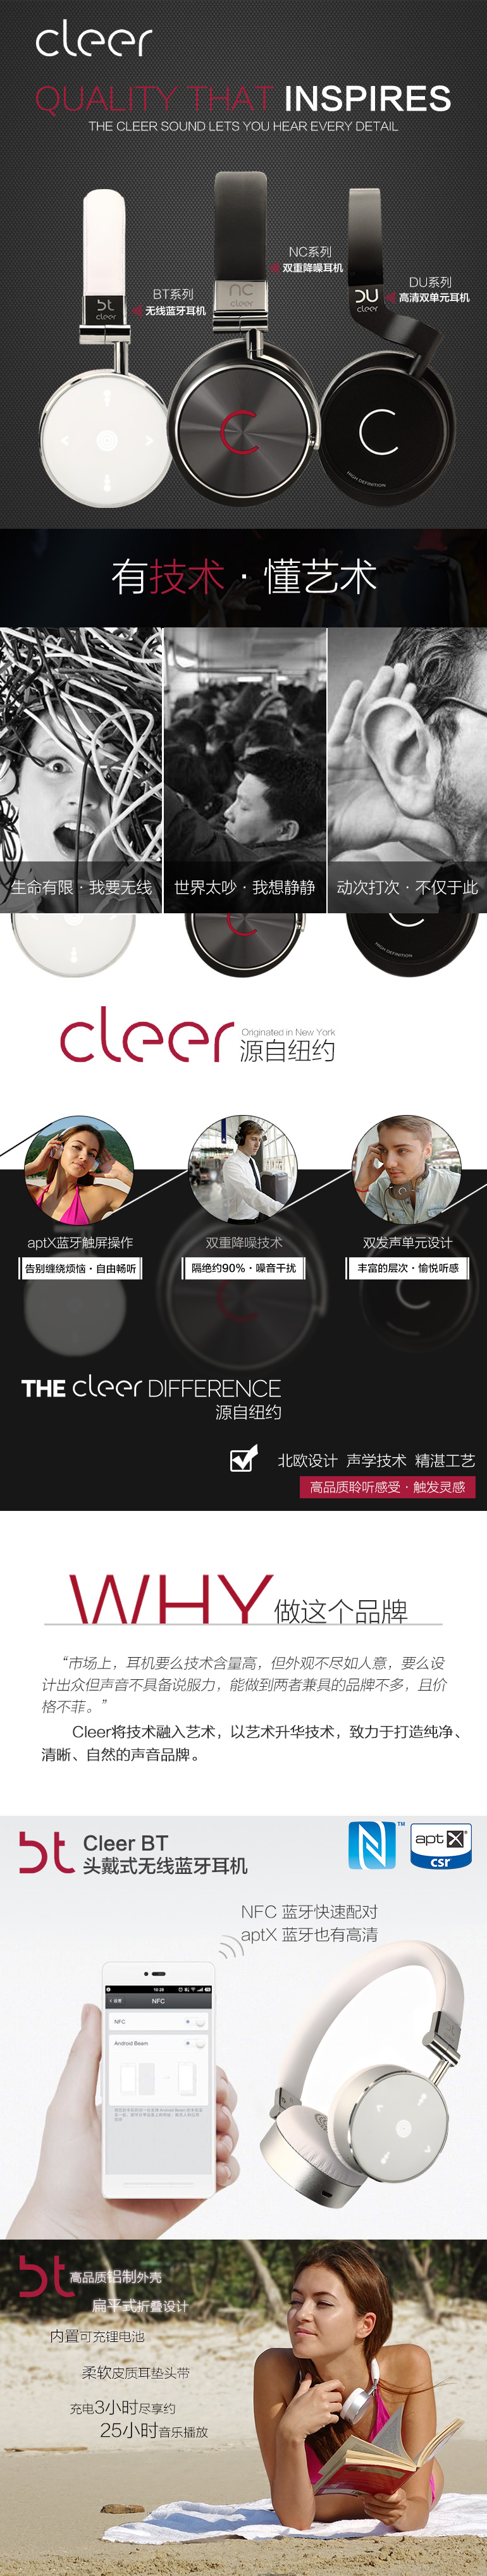 cleer
QUALITY THAT INSPIRES
THE CLEER SOUND LETS YOU HEAR EVERY DETAIL
NC系列
双重降噪耳机
DU系列
高清双单元耳机
BT系列
无线蓝牙耳机
bt
cleer
nc
cleer
DU
cleer
HIGH DEFINITION
有技术·懂艺术
生命有限·我要无线
世界太吵·我想静静
动次打次·不仅于此
HIGH DEFINITION
cleer
Originated in New York
源自纽约
aptX蓝牙触屏操作
告别缠绕烦恼·自由畅听
双重降噪技术
隔绝约90%·噪音干扰
双发声单元设计
丰富的层次·愉悦听感
THE cleer DIFFERENCE
源自纽约
北欧设计 声学技术 精湛工艺
高品质聆听感受·触发灵感
WHY做这个品牌
“市场上，耳机要么技术含量高，但外观不尽如人意，要么设
计出众但声音不具备说服力，能做到两者兼具的品牌不多，且价
格不菲。”
Cleer将技术融入艺术，以艺术升华技术，致力于打造纯净、
清晰、自然的声音品牌。
bt
Cleer BT
头戴式无线蓝牙耳机
TM
aptX
csr
NFC 蓝牙快速配对
aptX 蓝牙也有高清
NFC
NFC
Android Beam
bt
bt
高品质铝制外壳
扁平式折叠设计
内置可充锂电池
柔软皮质耳垫头带
充电3小时尽享约
25小时音乐播放